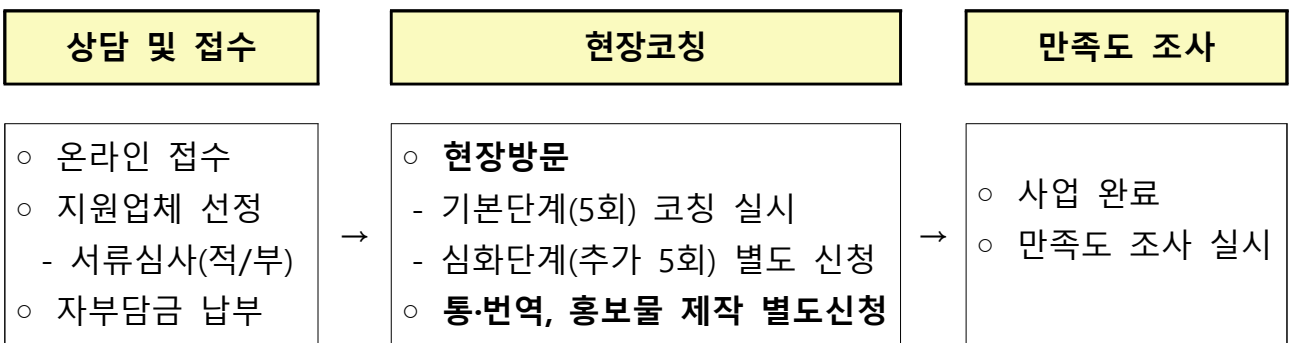 상담 및 접수
현장코칭
만족도 조사
○ 온라인 접수
○ 지원업체 선정
- 서류심사(적/부)
○ 자부담금 납부
→
○ 현장방문
- 기본단계(5회) 코칭 실시
- 심화단계(추가 5회) 별도 신청
○ 통·번역, 홍보물 제작 별도신청
→
○ 사업 완료
○ 만족도 조사 실시